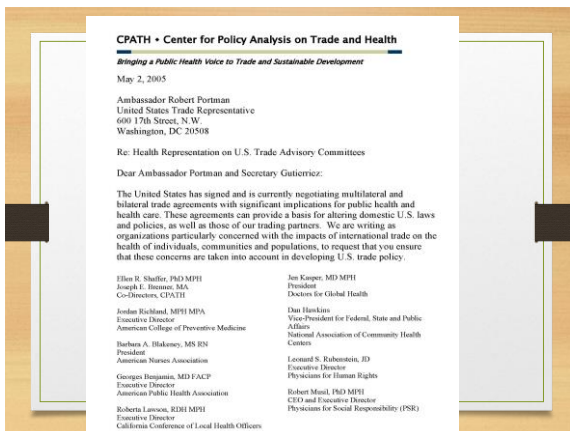 CPATH • Center for Policy Analysis on Trade and Health
Bringing a Public Health Voice to Trade and Sustainable Development
May 2, 2005
Ambassador Robert Portman
United States Trade Representative
600 17th Street, N.W.
Washington, DC 20508
Re: Health Representation on U.S. Trade Advisory Committees
Dear Ambassador Portman and Secretary Gutierriez:
The United States has signed and is currently negotiating multilateral and
bilateral trade agreements with significant implications for public health and
health care. These agreements can provide a basis for altering domestic U.S. laws
and policies, as well as those of our trading partners. We are writing as
organizations particularly concerned with the impacts of international trade on the
health of individuals, communities and populations, to request that you ensure
that these concerns are taken into account in developing U.S. trade policy.
Ellen R. Shaffer, PhD MPH
Joseph E. Brenner, MA
Co-Directors, CPATH
Jordan Richland, MPH MPA
Executive Director
American College of Preventive Medicine
Barbara A. Blakeney, MS RN
President
American Nurses Association
Georges Benjamin, MD FACP
Executive Director
American Public Health Association
Roberta Lawson, RDH MPH
Executive Director
California Conference of Local Health Officers
Jen Kasper, MD MPH
President
Doctors for Global Health
Dan Hawkins
Vice-President for Federal, State and Public
Affairs
National Association of Community Health
Centers
Leonard S. Rubenstein, JD
Executive Director
Physicians for Human Rights
Robert Musil, PhD MPH
CEO and Executive Director
Physicians for Social Responsibility (PSR)